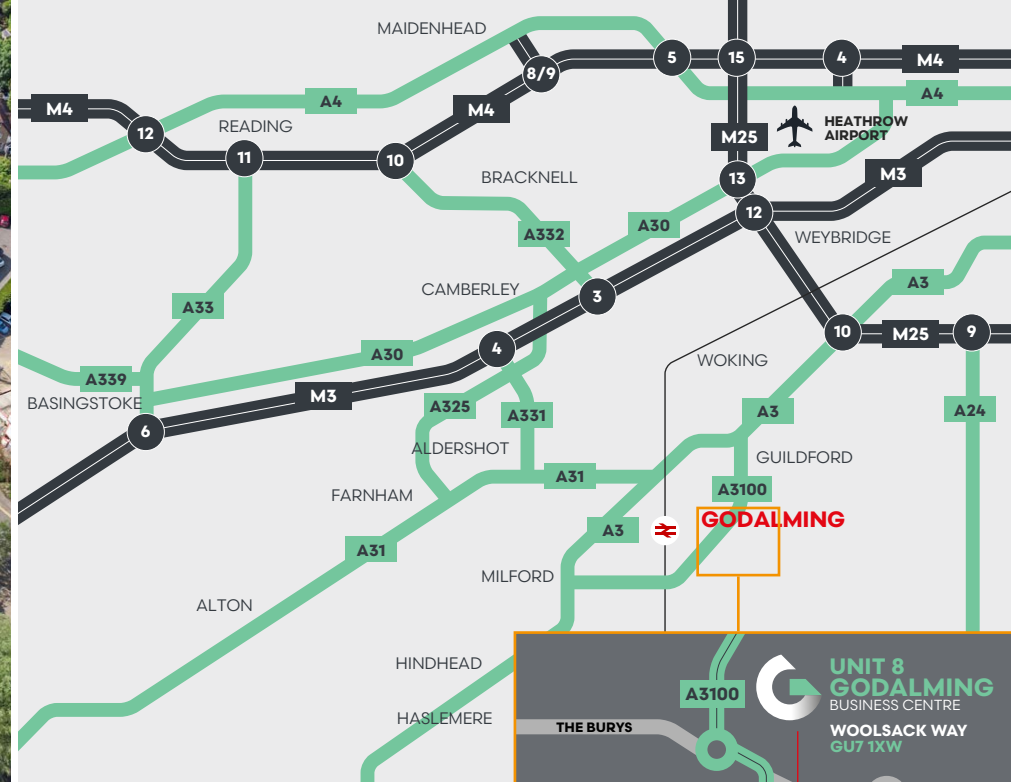 MAIDENHEAD
5
15
4
M4
8/9
A4
A4
M4
M4
HEATHROW
AIRPORT
READING
12
M25
11
10
M3
BRACKNELL
13
12
A332
A30
WEYBRIDGE
A3
CAMBERLEY
3
A33
10
M25
9
4
A30
WOKING
A339
M3
BASINGSTOKE
A325
A331
A3
A24
6
ALDERSHOT
GUILDFORD
A31
A3100
FARNHAM
GODALMING
A3
A31
MILFORD
ALTON
HINDHEAD
HASLEMERE
A3100
THE BURYS
UNIT 8
GODALMING
BUSINESS CENTRE
WOOLSACK WAY
GU7 1XW